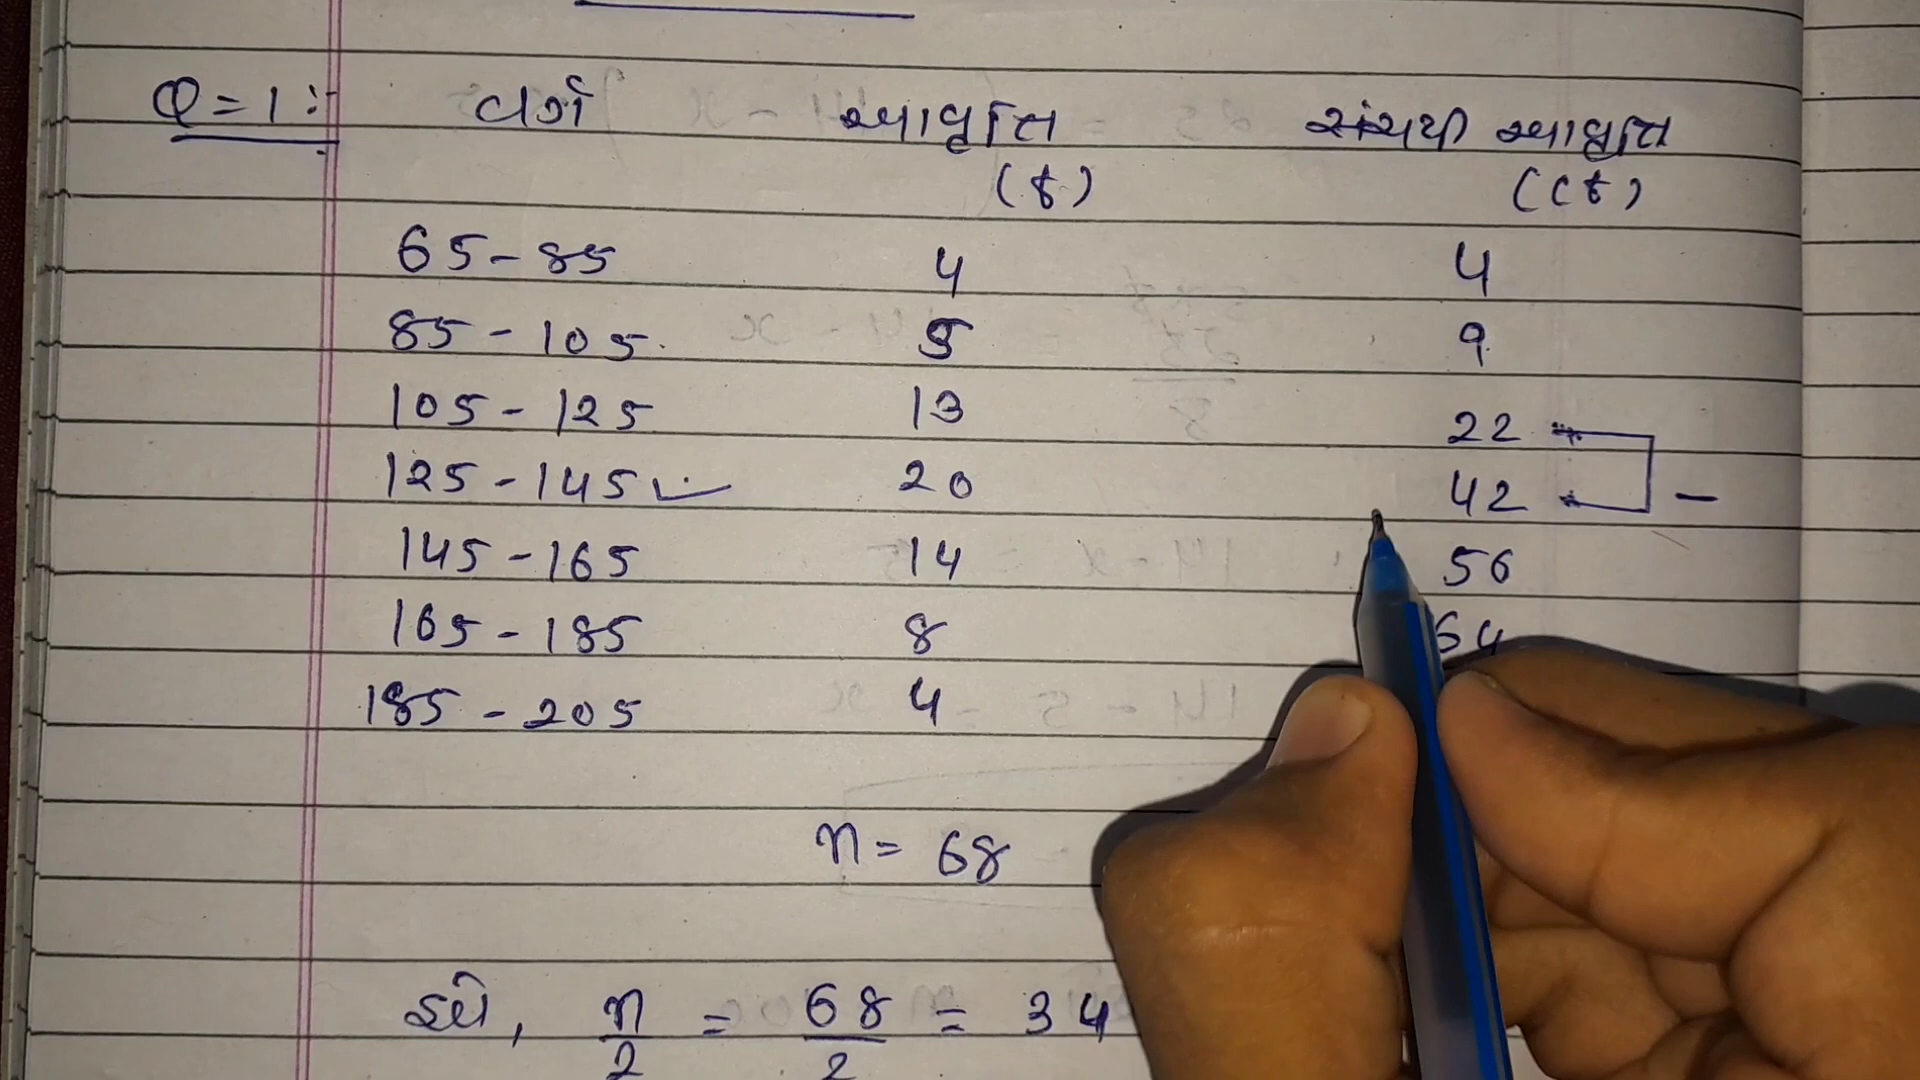 Q = 1 : વર્ગ આવૃત્તિ સંચયી આવૃત્તિ
(f) (cf)
65 - 85 4 4
85 - 105 5 9
105 - 125 13 22
125 - 145 ✓ 20 42 –
145 - 165 14 56
165 - 185 8 64
185 - 205 4
n = 68
હવે, n/2 = 68/2 = 34